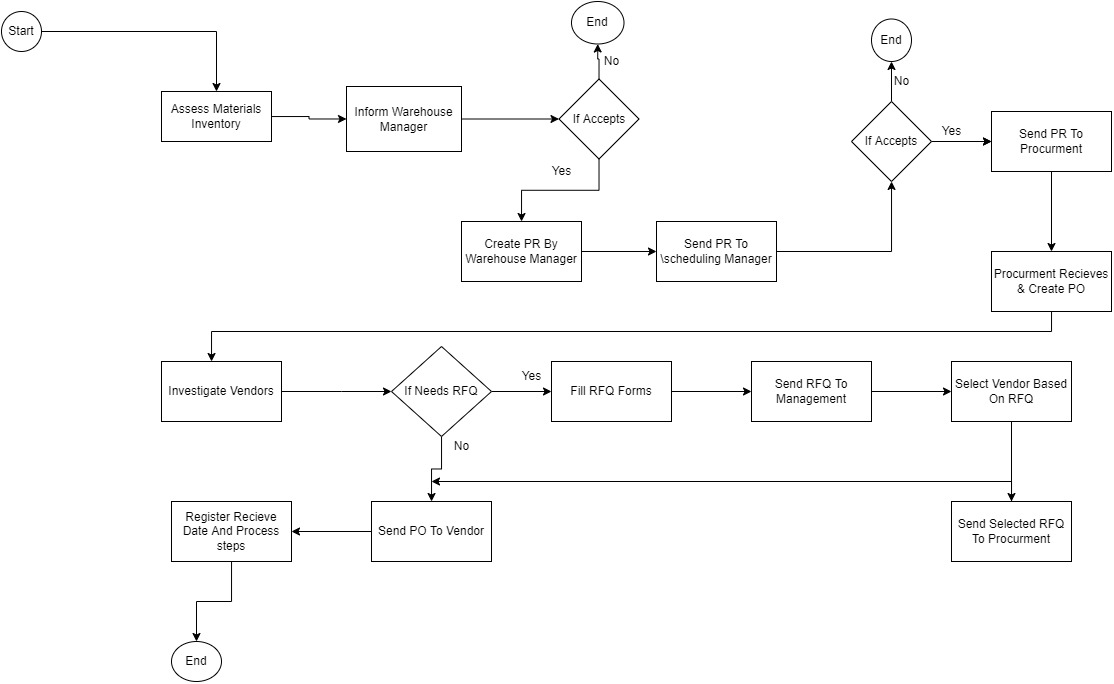 Start
End
No
End
No
Assess Materials
Inventory
Inform Warehouse
Manager
If Accepts
Yes
If Accepts
Yes
Send PR To
Procurment
Create PR By
Warehouse Manager
Send PR To
\scheduling Manager
Procurment Recieves
& Create PO
Investigate Vendors
If Needs RFQ
Yes
No
Fill RFQ Forms
Send RFQ To
Management
Select Vendor Based
On RFQ
Register Recieve
Date And Process
steps
Send PO To Vendor
Send Selected RFQ
To Procurment
End